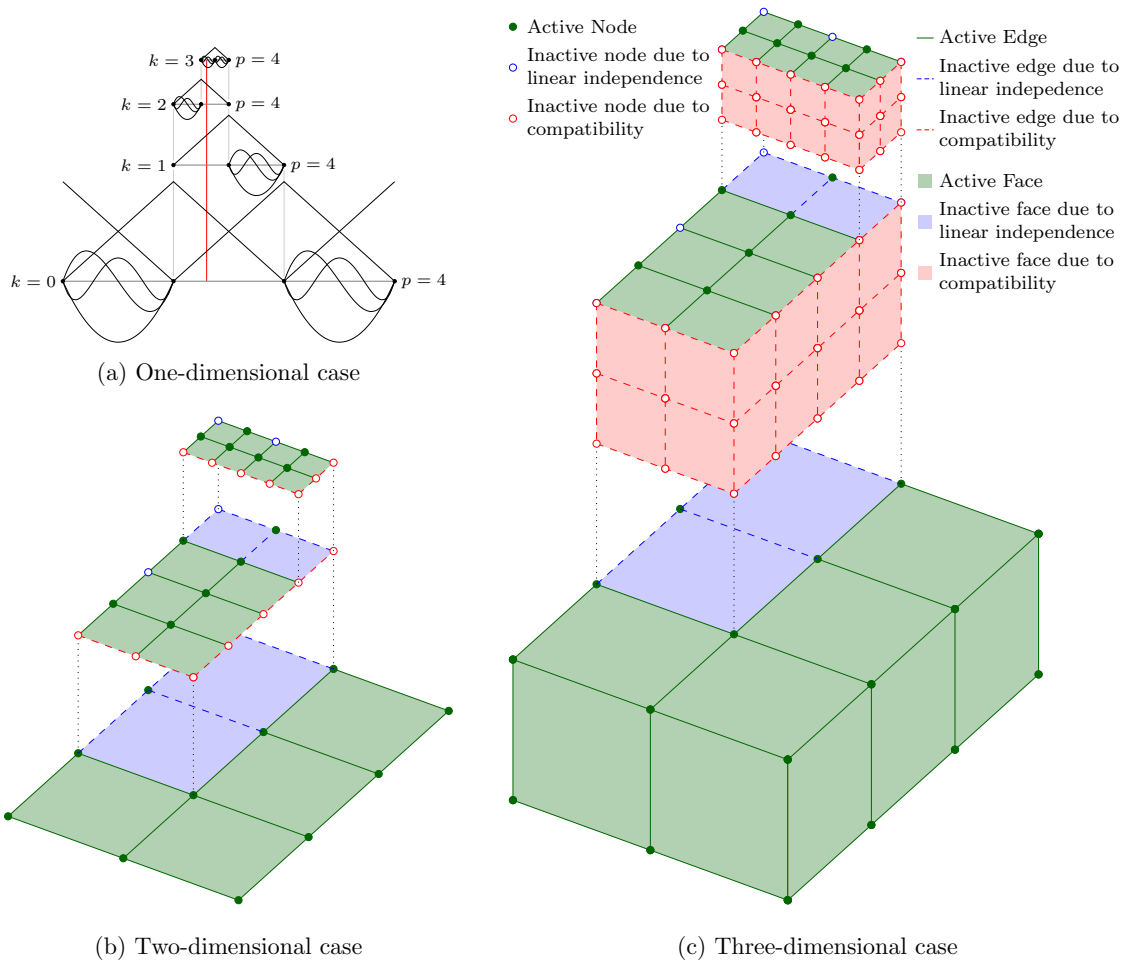 k = 3
p = 4
k = 2
p = 4
k = 1
p = 4
k = 0
p = 4
(a) One-dimensional case
Active Node
Inactive node due to
linear independence
Inactive node due to
compatibility
Active Edge
Inactive edge due to
linear indepedence
Inactive edge due to
compatibility
Active Face
Inactive face due to
linear independence
Inactive face due to
compatibility
(b) Two-dimensional case
(c) Three-dimensional case